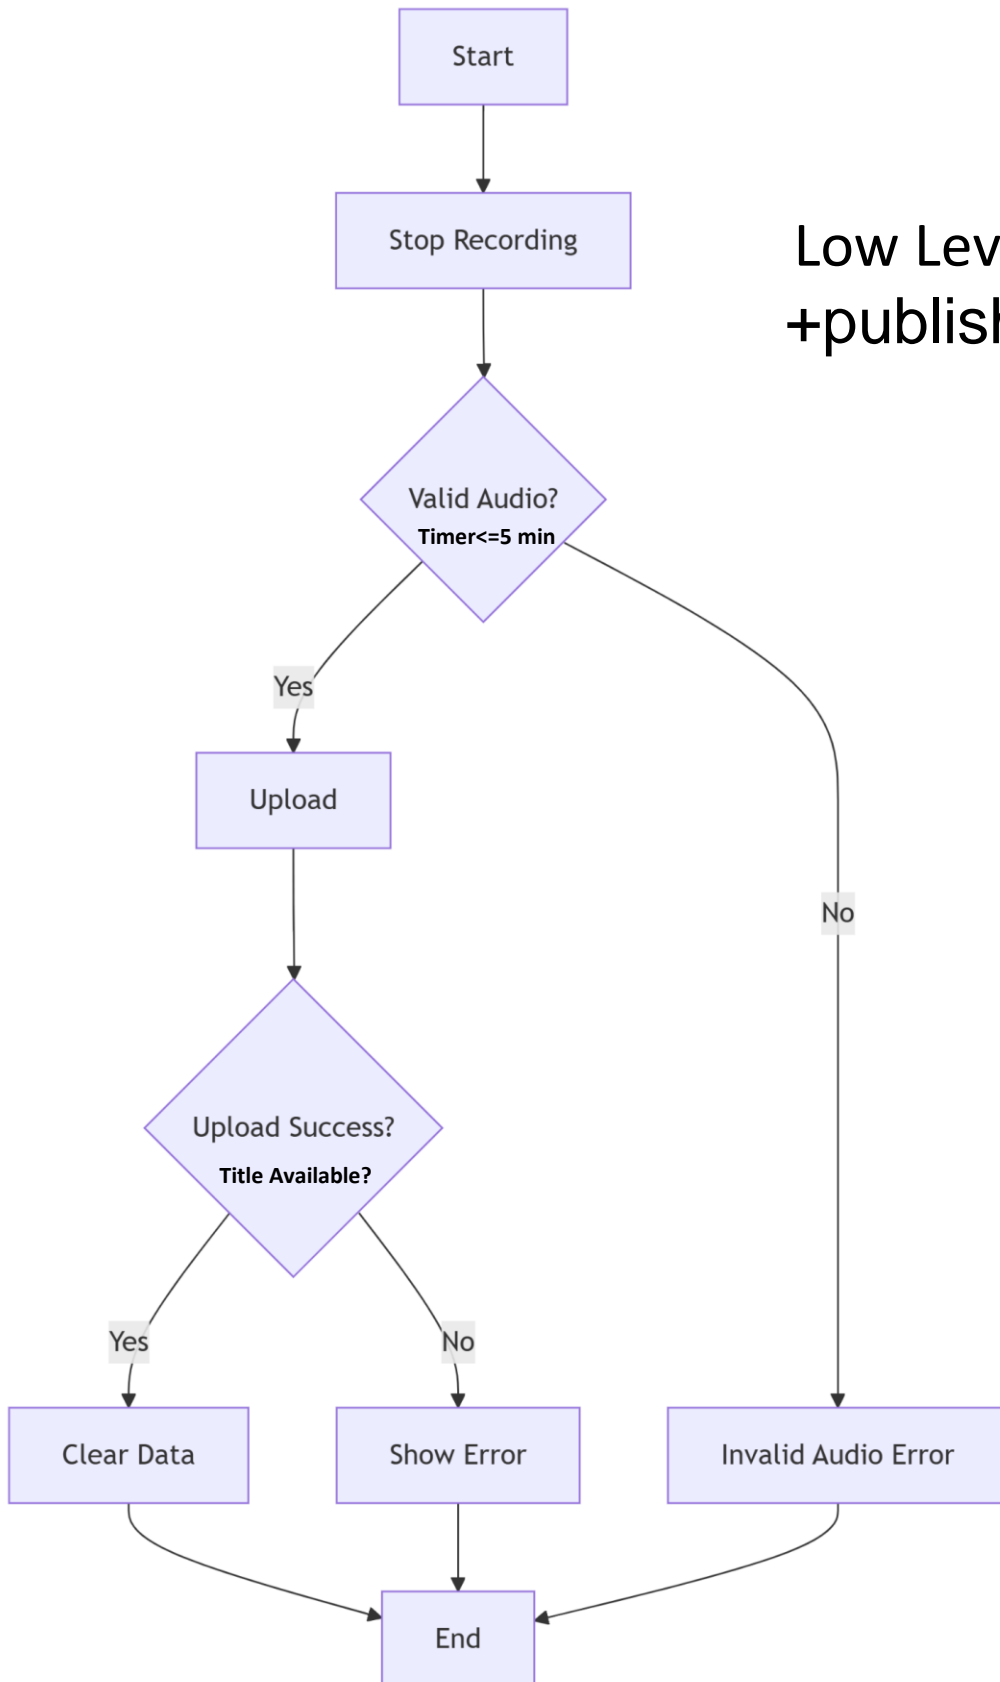 Start
Stop Recording
Low Lev
+publish
Valid Audio?
Timer<=5 min
Yes
Upload
No
Upload Success?
Title Available?
Yes
No
Clear Data
Show Error
Invalid Audio Error
End